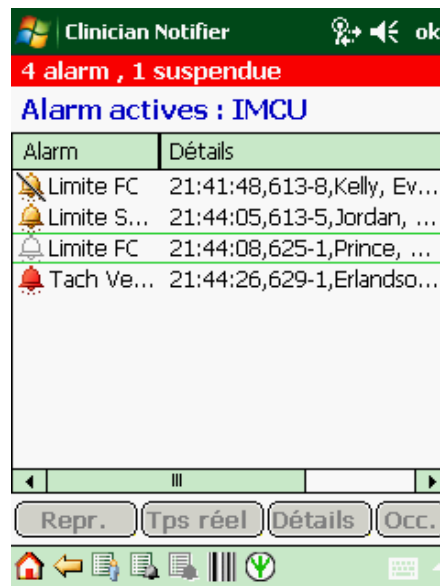 Clinician Notifier ok
4 alarm , 1 suspendue
Alarm actives : IMCU
Alarm Détails
Limite FC 21:41:48,613-8,Kelly, Ev...
Limite S... 21:44:05,613-5,Jordan, ...
Limite FC 21:44:08,625-1,Prince, ...
Tach Ve... 21:44:26,629-1,Erlandso...
Repr. Tps réel Détails Occ.